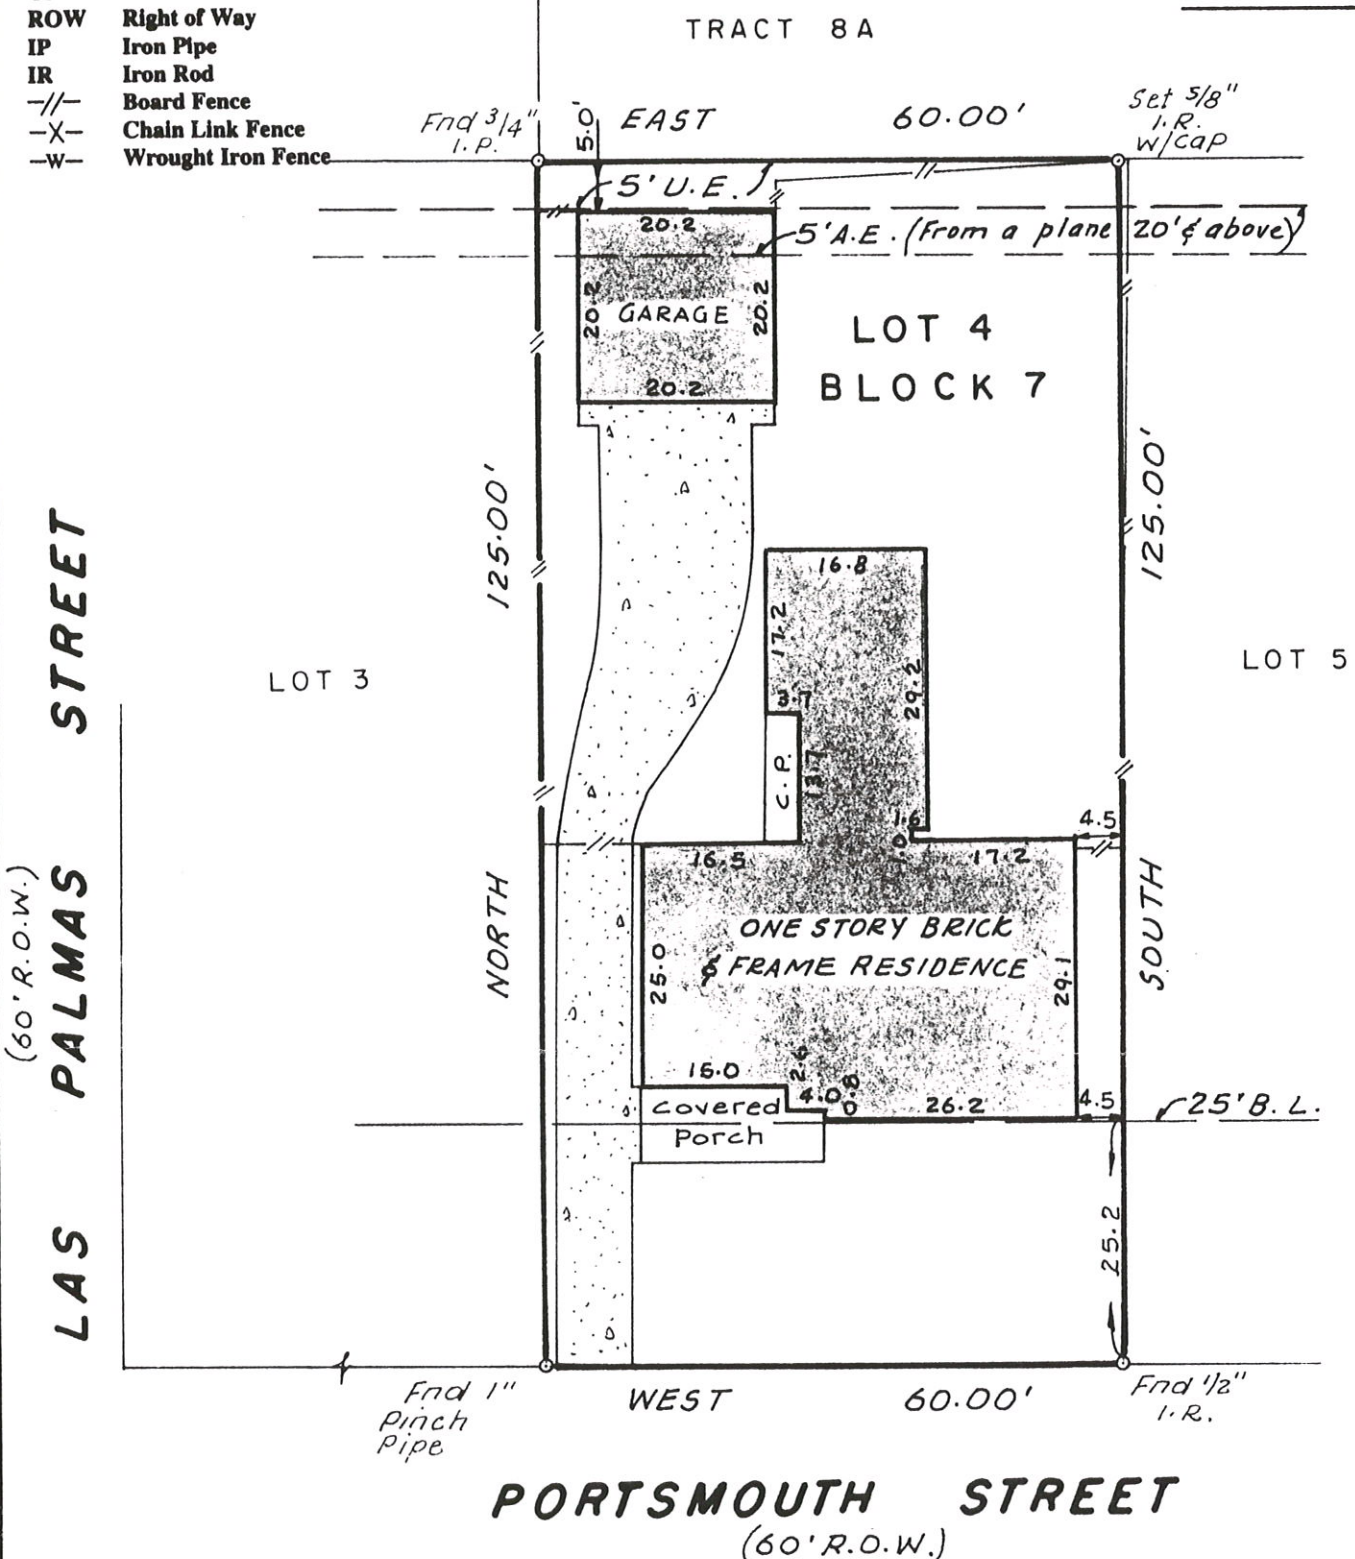 ROW Right of Way
IP Iron Pipe
IR Iron Rod
-//- Board Fence
-X- Chain Link Fence
-W- Wrought Iron Fence
TRACT 8A
Fnd 3/4"
I.P.
5.0'
EAST 60.00'
Set 5/8"
I.R.
W/Cap
5' U.E.
20.2
5' A.E. (From a plane 20' & above)
20.2
GARAGE
20.2
20.2
LOT 4
BLOCK 7
125.00'
125.00'
LOT 3
LOT 5
16.8
17.2
29.2
3.7
C.P.
13.7
1.6
1.0
4.5
16.5
17.2
NORTH
SOUTH
ONE STORY BRICK
& FRAME RESIDENCE
25.0
29.1
15.0
2.6
4.0
0.8
26.2
4.5
25' B.L.
Covered
Porch
25.2
LAS PALMAS STREET
(60' R.O.W.)
Fnd 1"
Pinch
Pipe
WEST 60.00'
Fnd 1/2"
I.R.
PORTSMOUTH STREET
(60' R.O.W.)